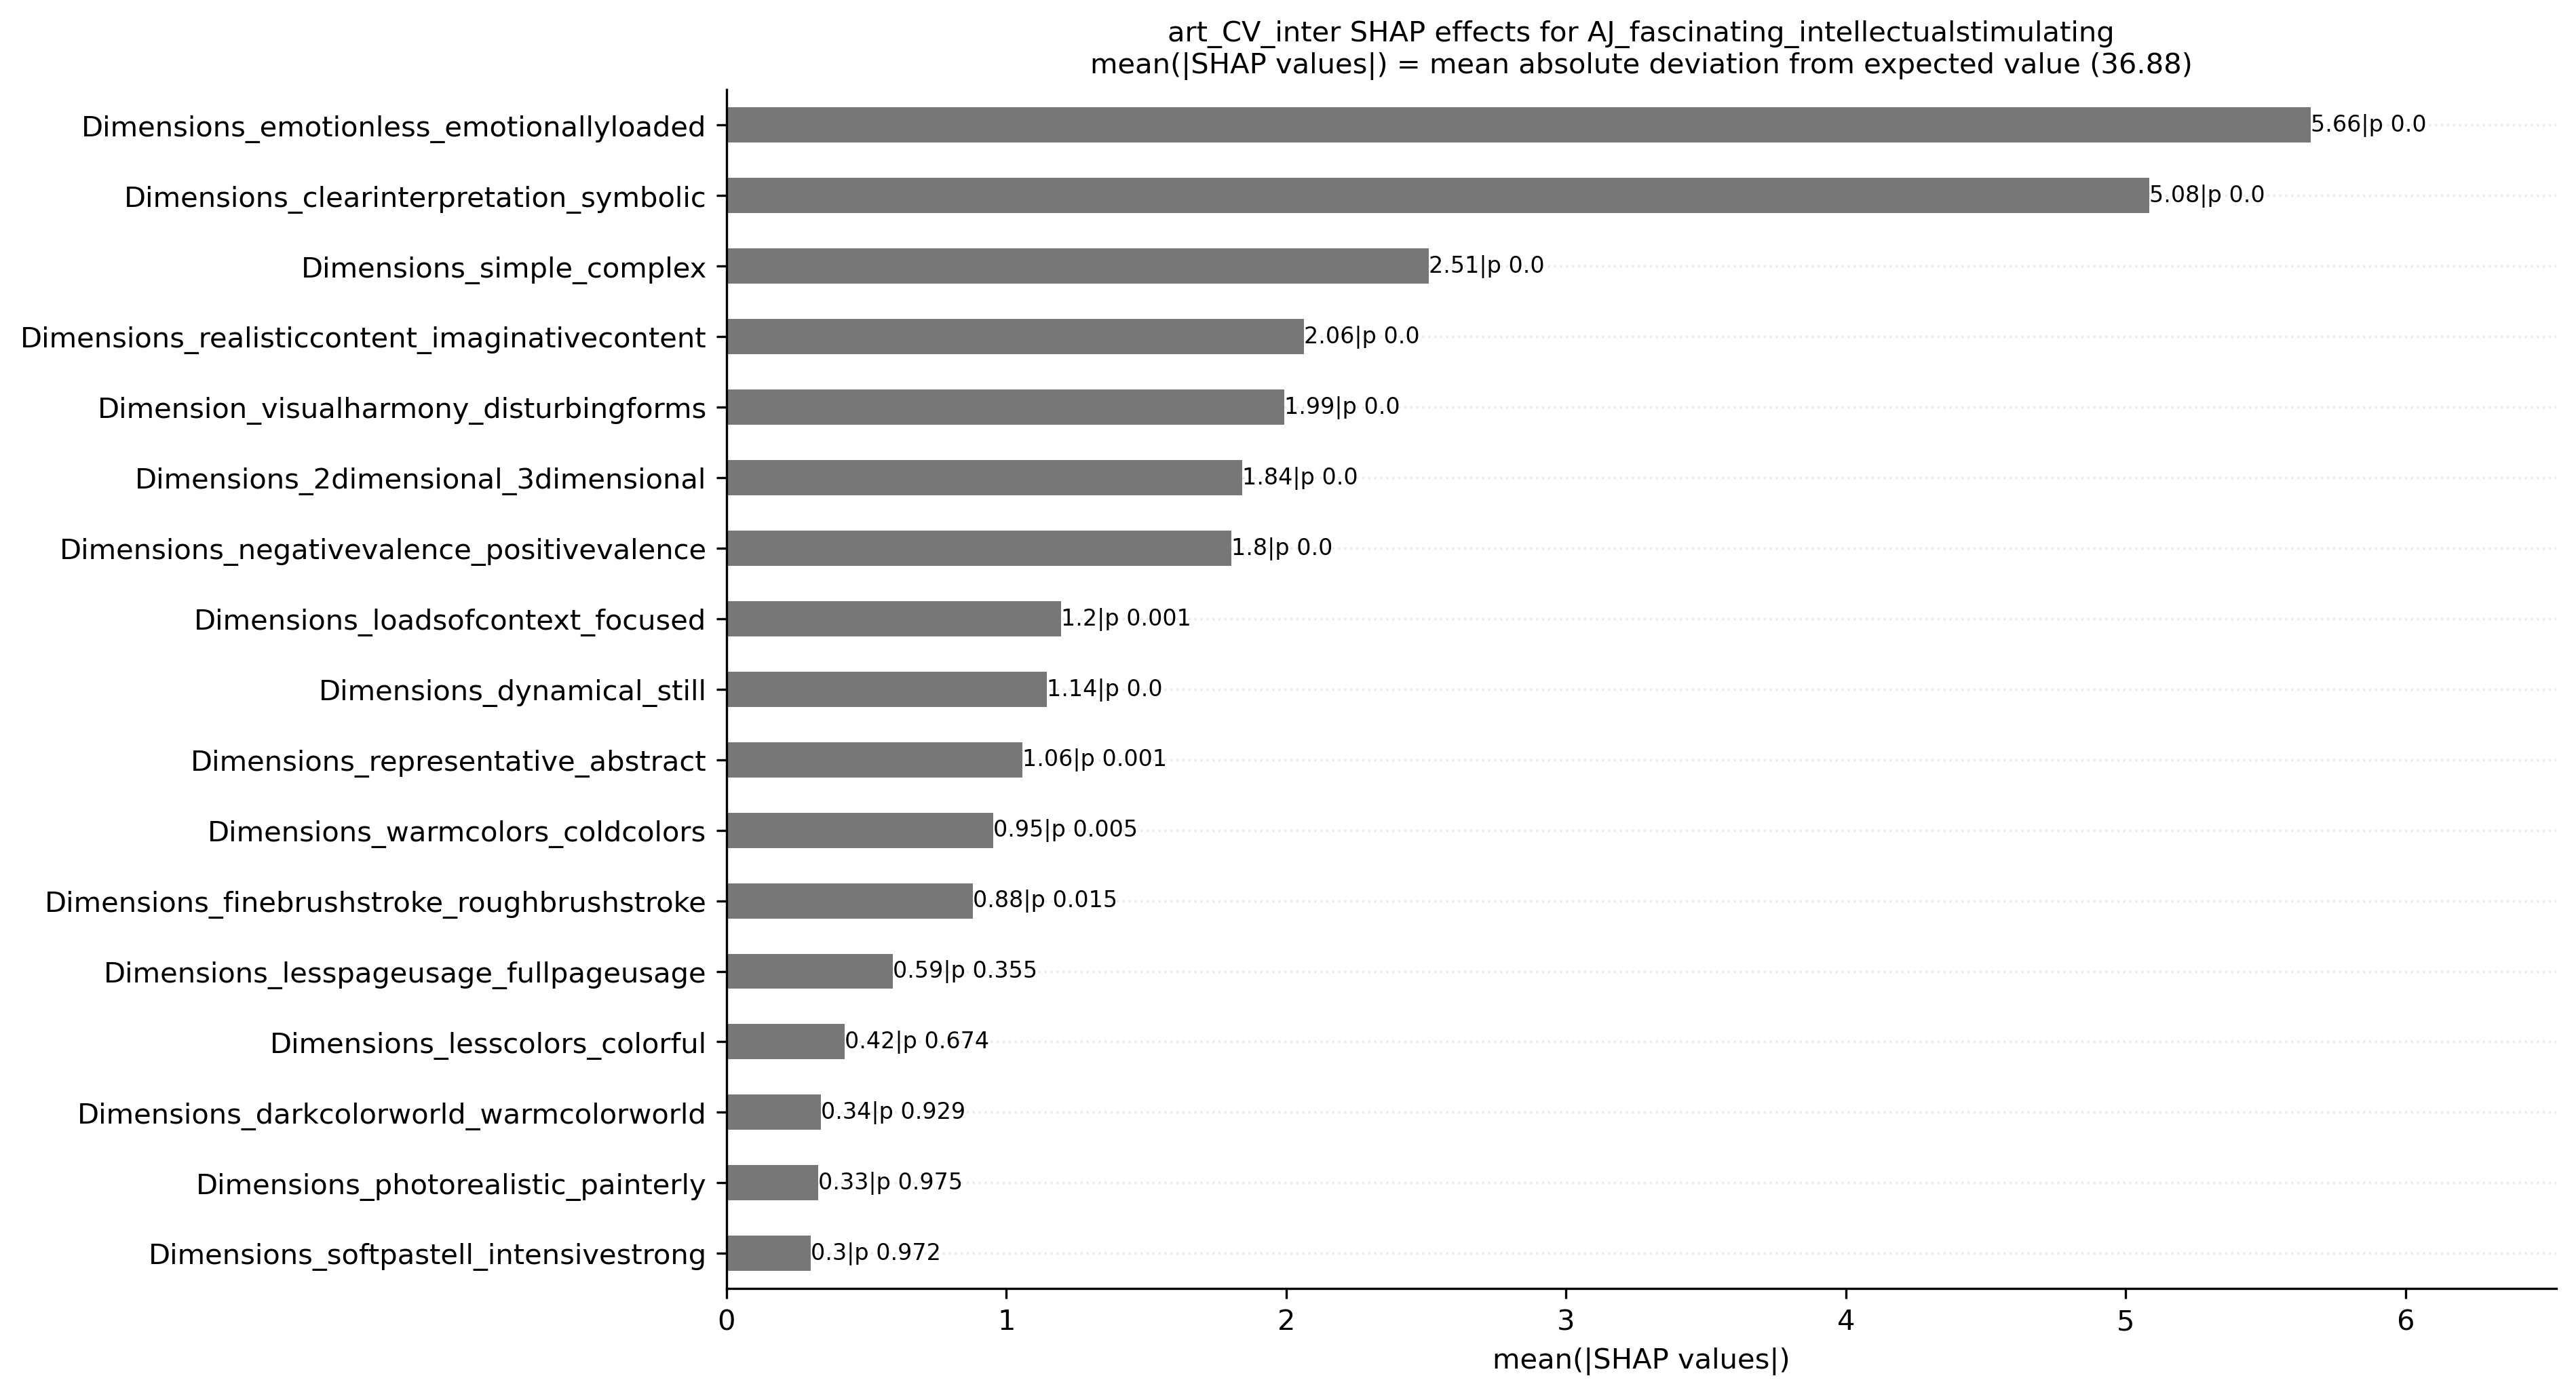 art_CV_inter SHAP effects for AJ_fascinating_intellectualstimulating
mean(|SHAP values|) = mean absolute deviation from expected value (36.88)
Dimensions_emotionless_emotionallyloaded 5.66|p 0.0
Dimensions_clearinterpretation_symbolic 5.08|p 0.0
Dimensions_simple_complex 2.51|p 0.0
Dimensions_realisticcontent_imaginativecontent 2.06|p 0.0
Dimension_visualharmony_disturbingforms 1.99|p 0.0
Dimensions_2dimensional_3dimensional 1.84|p 0.0
Dimensions_negativevalence_positivevalence 1.8|p 0.0
Dimensions_loadsofcontext_focused 1.2|p 0.001
Dimensions_dynamical_still 1.14|p 0.0
Dimensions_representative_abstract 1.06|p 0.001
Dimensions_warmcolors_coldcolors 0.95|p 0.005
Dimensions_finebrushstroke_roughbrushstroke 0.88|p 0.015
Dimensions_lesspageusage_fullpageusage 0.59|p 0.355
Dimensions_lesscolors_colorful 0.42|p 0.674
Dimensions_darkcolorworld_warmcolorworld 0.34|p 0.929
Dimensions_photorealistic_painterly 0.33|p 0.975
Dimensions_softpastell_intensivestrong 0.3|p 0.972
0 1 2 3 4 5 6
mean(|SHAP values|)